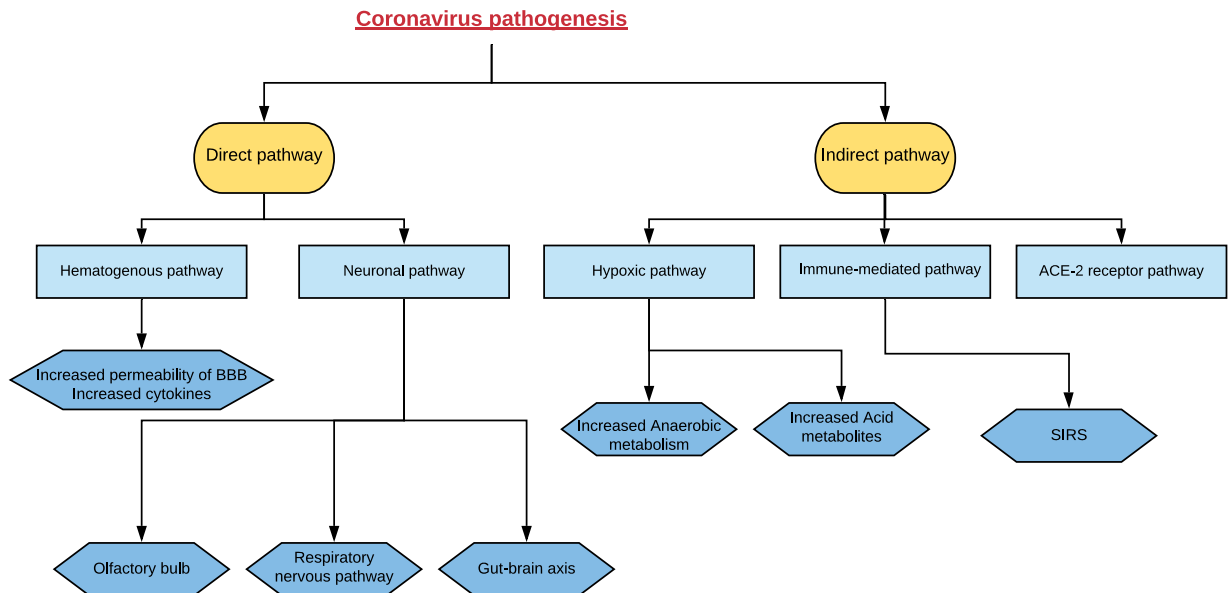 Coronavirus pathogenesis
Direct pathway
Indirect pathway
Hematogenous pathway
Neuronal pathway
Hypoxic pathway
Immune-mediated pathway
ACE-2 receptor pathway
Increased permeability of BBB
Increased cytokines
Increased Anaerobic
metabolism
Increased Acid
metabolites
SIRS
Olfactory bulb
Respiratory
nervous pathway
Gut-brain axis